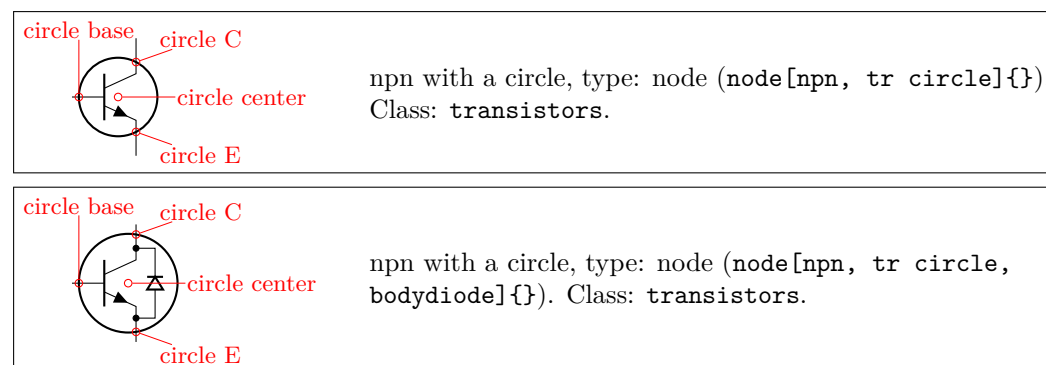 circle base
circle C
circle center
circle E
npn with a circle, type: node (node[npn, tr circle]{})
Class: transistors.
circle base
circle C
circle center
circle E
npn with a circle, type: node (node[npn, tr circle,
bodydiode]{}). Class: transistors.